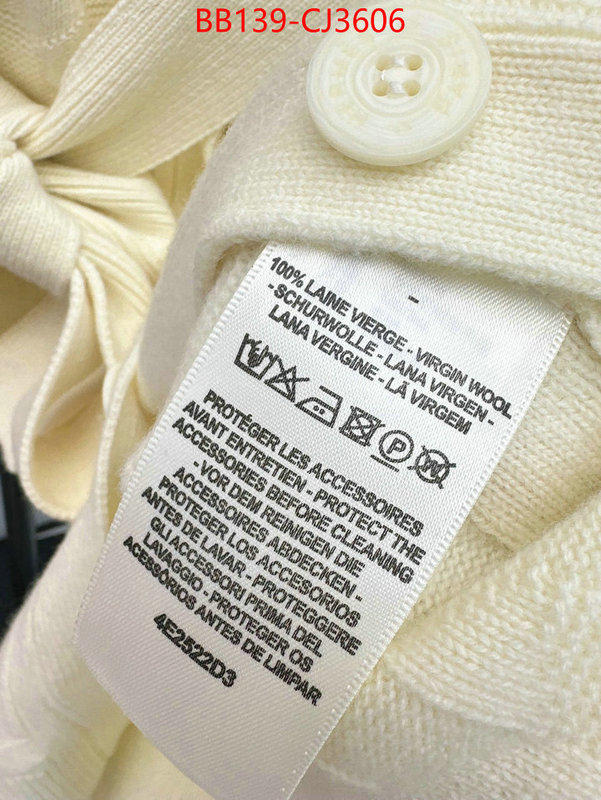 BB139-CJ3606
-
100% LAINE VIERGE - VIRGIN WOOL
- SCHURWOLLE - LANA VIRGEN -
LANA VERGINE - LÃ VIRGEM
PROTÉGER LES ACCESSOIRES
AVANT ENTRETIEN - PROTECT THE
ACCESSORIES BEFORE CLEANING
- VOR DEM REINIGEN DIE
ACCESSOIRES ABDECKEN -
PROTEGER LOS ACCESORIOS
ANTES DE LAVAR - PROTEGGERE
GLI ACCESSORI PRIMA DEL
LAVAGGIO - PROTEGER OS
ACESSÓRIOS ANTES DE LIMPAR
4E2522D3